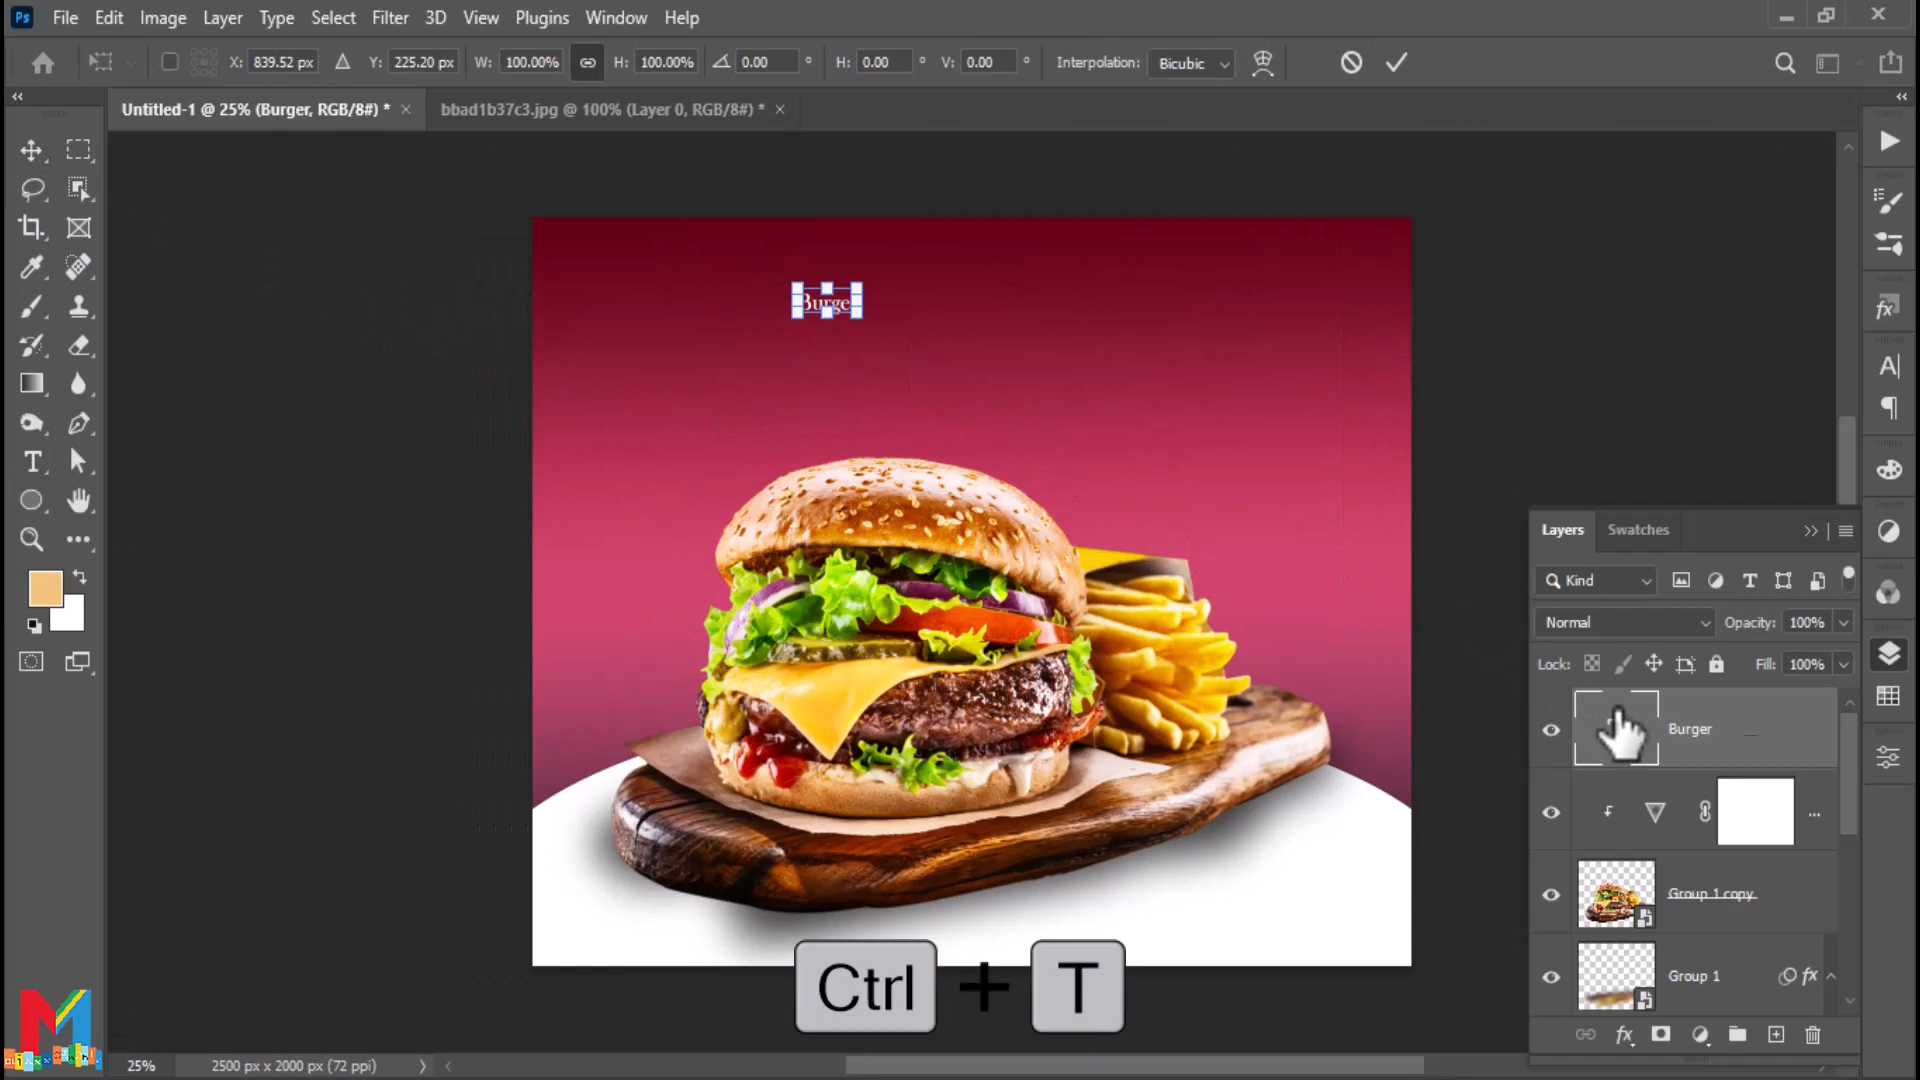 Ps File Edit Image Layer Type Select Filter 3D View Plugins Window Help
X: 839.52 px Y: 225.20 px W: 100.00% H: 100.00% 0.00 ° H: 0.00 ° V: 0.00 ° Interpolation: Bicubic
Untitled-1 @ 25% (Burger, RGB/8#) * × bbad1b37c3.jpg @ 100% (Layer 0, RGB/8#) * ×
Burge
Layers Swatches
Kind
Normal Opacity: 100%
Lock: Fill: 100%
Burger
...
Group 1 copy
Group 1 fx
Ctrl + T
25% 2500 px x 2000 px (72 ppi)